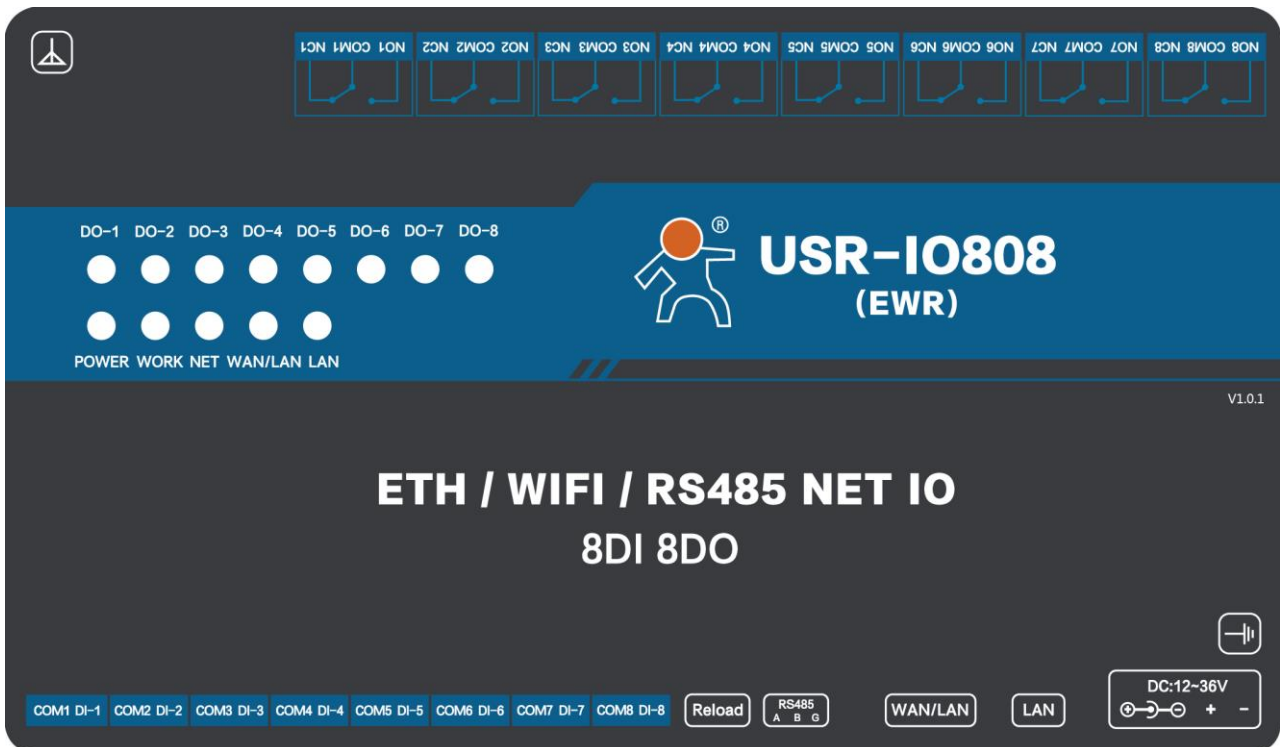 NO8 COM8 NC8 NO7 COM7 NC7 NO6 COM6 NC6 NO5 COM5 NC5 NO4 COM4 NC4 NO3 COM3 NC3 NO2 COM2 NC2 NO1 COM1 NC1
DO-1 DO-2 DO-3 DO-4 DO-5 DO-6 DO-7 DO-8
POWER WORK NET WAN/LAN LAN
®
USR-IO808
(EWR)
V1.0.1
ETH / WIFI / RS485 NET IO
8DI 8DO
COM1 DI-1 COM2 DI-2 COM3 DI-3 COM4 DI-4 COM5 DI-5 COM6 DI-6 COM7 DI-7 COM8 DI-8
Reload
RS485
A B G
WAN/LAN
LAN
DC:12~36V
+ -